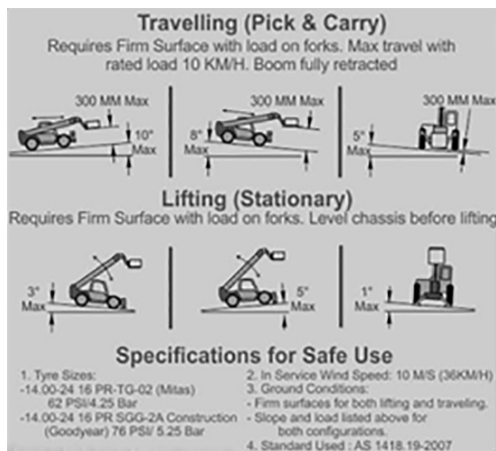 Travelling (Pick & Carry)
Requires Firm Surface with load on forks. Max travel with
rated load 10 KM/H. Boom fully retracted
300 MM Max
300 MM Max
300 MM Max
10"
Max
8"
Max
5"
Max
Lifting (Stationary)
Requires Firm Surface with load on forks. Level chassis before lifting
3"
Max
5"
Max
1"
Max
Specifications for Safe Use
1. Tyre Sizes:
-14.00-24 16 PR-TG-02 (Mitas)
62 PSI/4.25 Bar
-14.00-24 16 PR SGG-2A Construction
(Goodyear) 76 PSI/ 5.25 Bar
2. In Service Wind Speed: 10 M/S (36KM/H)
3. Ground Conditions:
- Firm surfaces for both lifting and traveling.
- Slope and load listed above for
both configurations.
4. Standard Used : AS 1418.19-2007